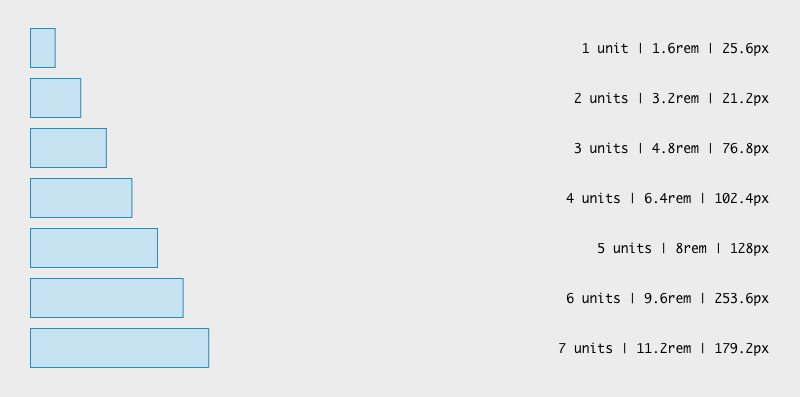 1 unit | 1.6rem | 25.6px
2 units | 3.2rem | 21.2px
3 units | 4.8rem | 76.8px
4 units | 6.4rem | 102.4px
5 units | 8rem | 128px
6 units | 9.6rem | 253.6px
7 units | 11.2rem | 179.2px